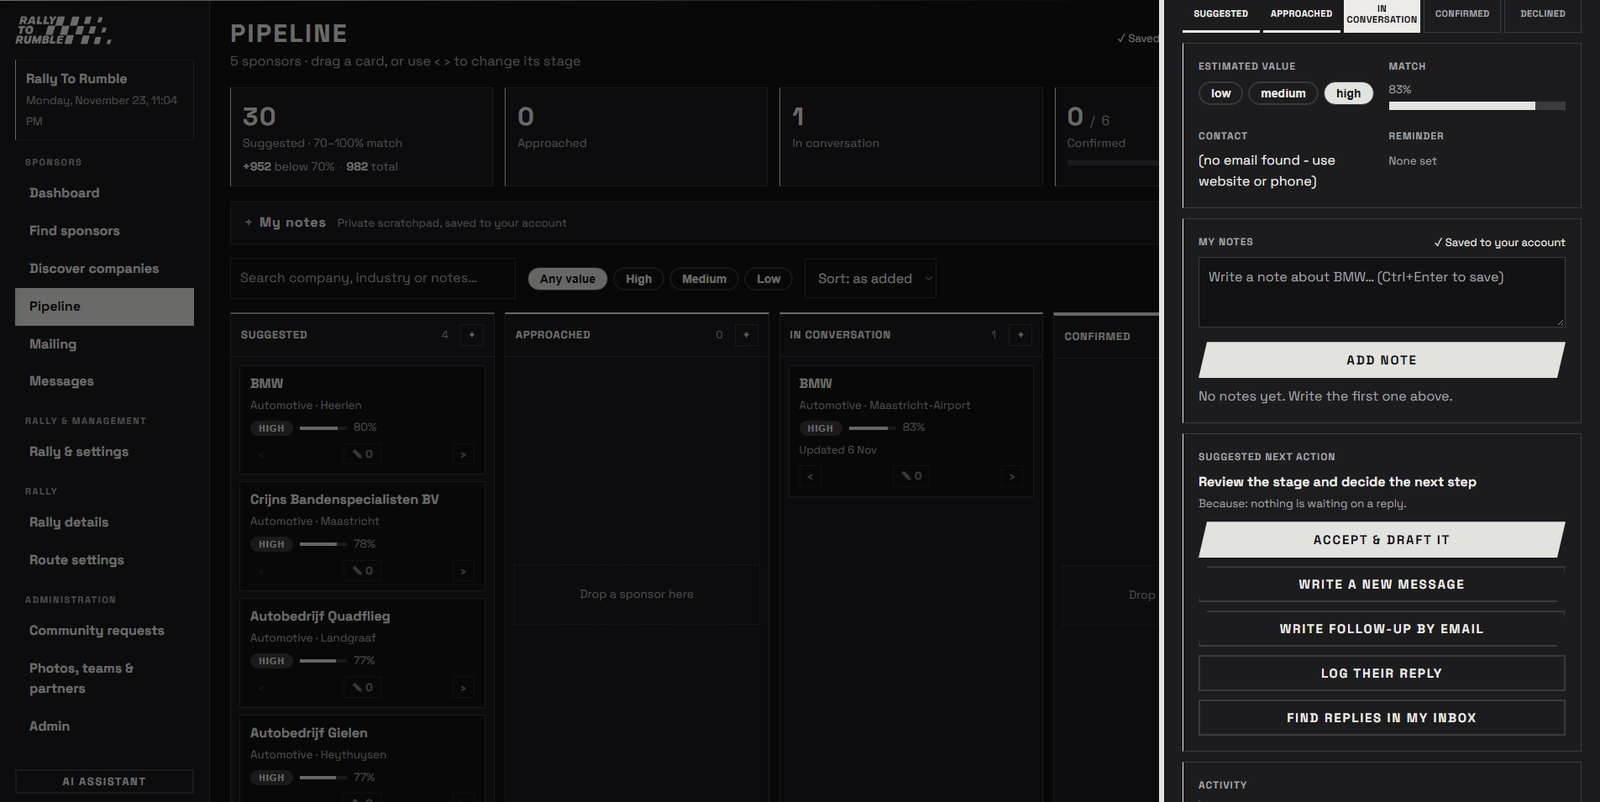 RALLY
TO
RUMBLE
Rally To Rumble
Monday, November 23, 11:04
PM
SPONSORS
Dashboard
Find sponsors
Discover companies
Pipeline
Mailing
Messages
RALLY & MANAGEMENT
Rally & settings
RALLY
Rally details
Route settings
ADMINISTRATION
Community requests
Photos, teams &
partners
Admin
AI ASSISTANT
PIPELINE
✓ Saved
5 sponsors · drag a card, or use < > to change its stage
30
Suggested · 70–100% match
+952 below 70% · 982 total
0
Approached
1
In conversation
0 / 6
Confirmed
+ My notes Private scratchpad, saved to your account
Search company, industry or notes...
Any value
High
Medium
Low
Sort: as added
SUGGESTED 4 +
BMW
Automotive · Heerlen
HIGH 80%
< ✎ 0 >
Crijns Bandenspecialisten BV
Automotive · Maastricht
HIGH 78%
< ✎ 0 >
Autobedrijf Quadflieg
Automotive · Landgraaf
HIGH 77%
< ✎ 0 >
Autobedrijf Gielen
Automotive · Heythuysen
HIGH 77%
APPROACHED 0 +
Drop a sponsor here
IN CONVERSATION 1 +
BMW
Automotive · Maastricht-Airport
HIGH 83%
Updated 6 Nov
< ✎ 0 >
CONFIRMED
Drop
SUGGESTED
APPROACHED
IN
CONVERSATION
CONFIRMED
DECLINED
ESTIMATED VALUE
low
medium
high
MATCH
83%
CONTACT
(no email found - use
website or phone)
REMINDER
None set
MY NOTES
✓ Saved to your account
Write a note about BMW... (Ctrl+Enter to save)
ADD NOTE
No notes yet. Write the first one above.
SUGGESTED NEXT ACTION
Review the stage and decide the next step
Because: nothing is waiting on a reply.
ACCEPT & DRAFT IT
WRITE A NEW MESSAGE
WRITE FOLLOW-UP BY EMAIL
LOG THEIR REPLY
FIND REPLIES IN MY INBOX
ACTIVITY